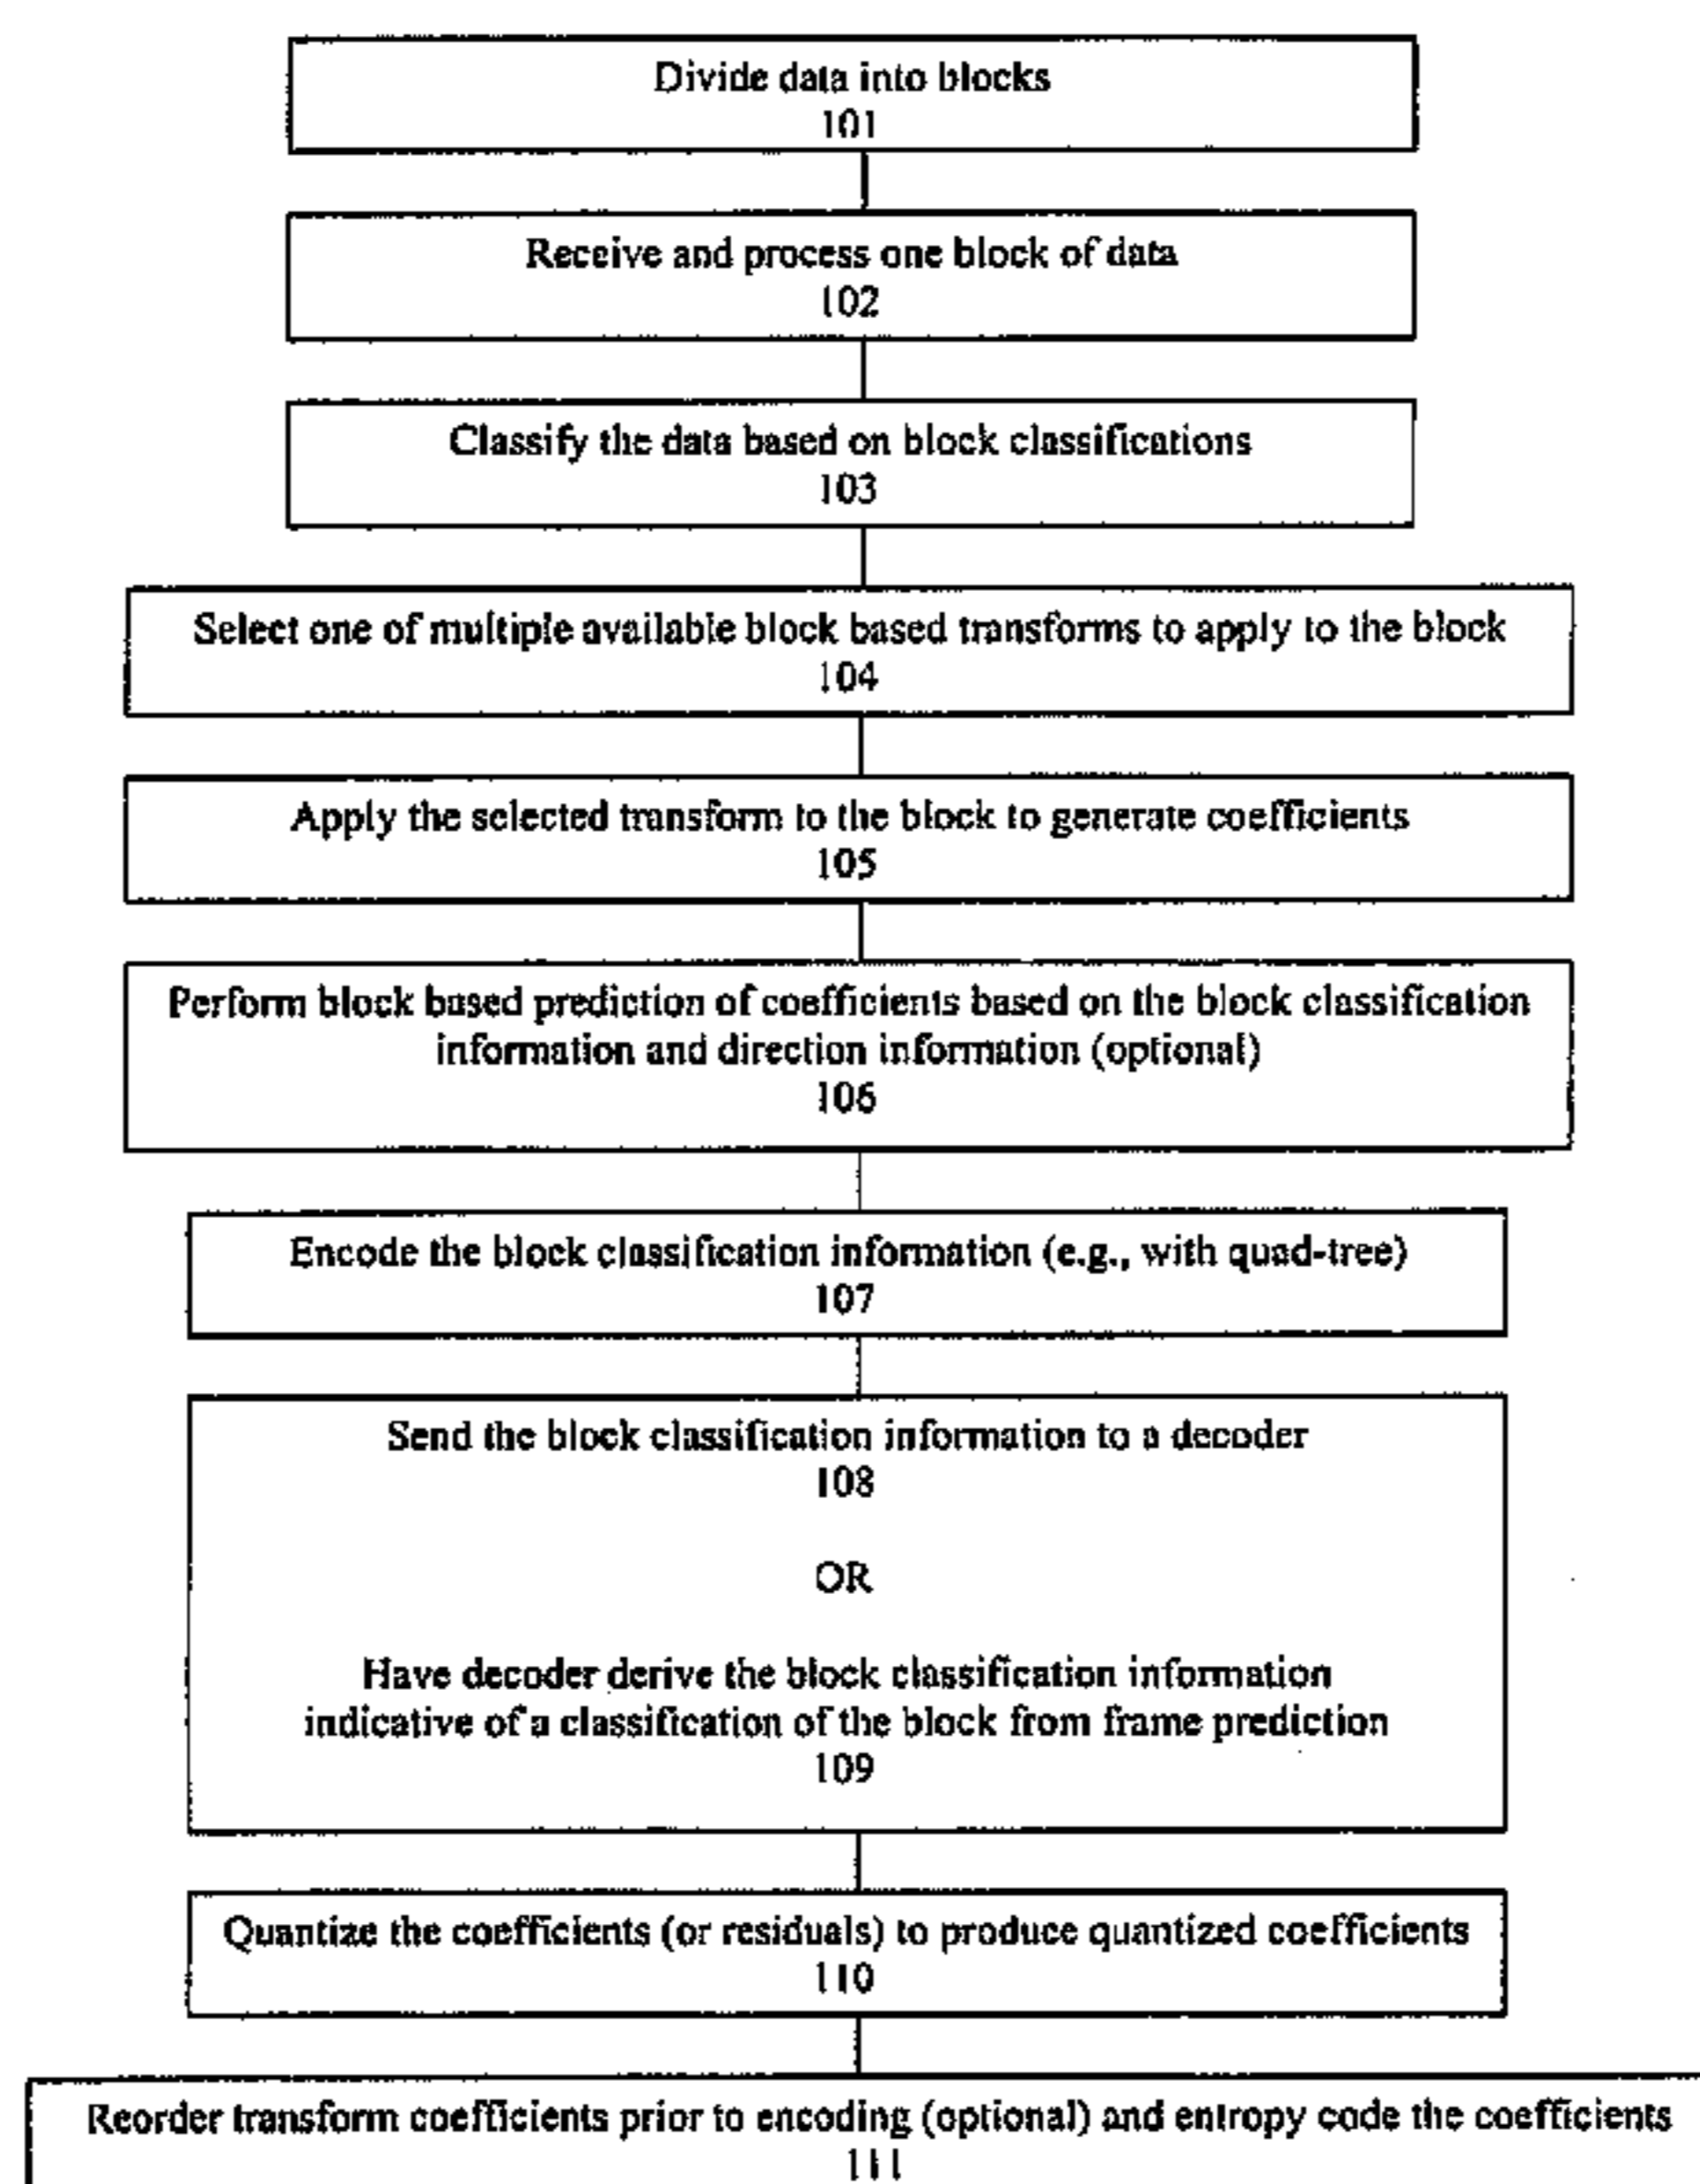 Divide data into blocks
101
Receive and process one block of data
102
Classify the data based on block classifications
103
Select one of multiple available block based transforms to apply to the block
104
Apply the selected transform to the block to generate coefficients
105
Perform block based prediction of coefficients based on the block classification
information and direction information (optional)
106
Encode the block classification information (e.g., with quad-tree)
107
Send the block classification information to a decoder
108
OR
Have decoder derive the block classification information
indicative of a classification of the block from frame prediction
109
Quantize the coefficients (or residuals) to produce quantized coefficients
110
Reorder transform coefficients prior to encoding (optional) and entropy code the coefficients
111